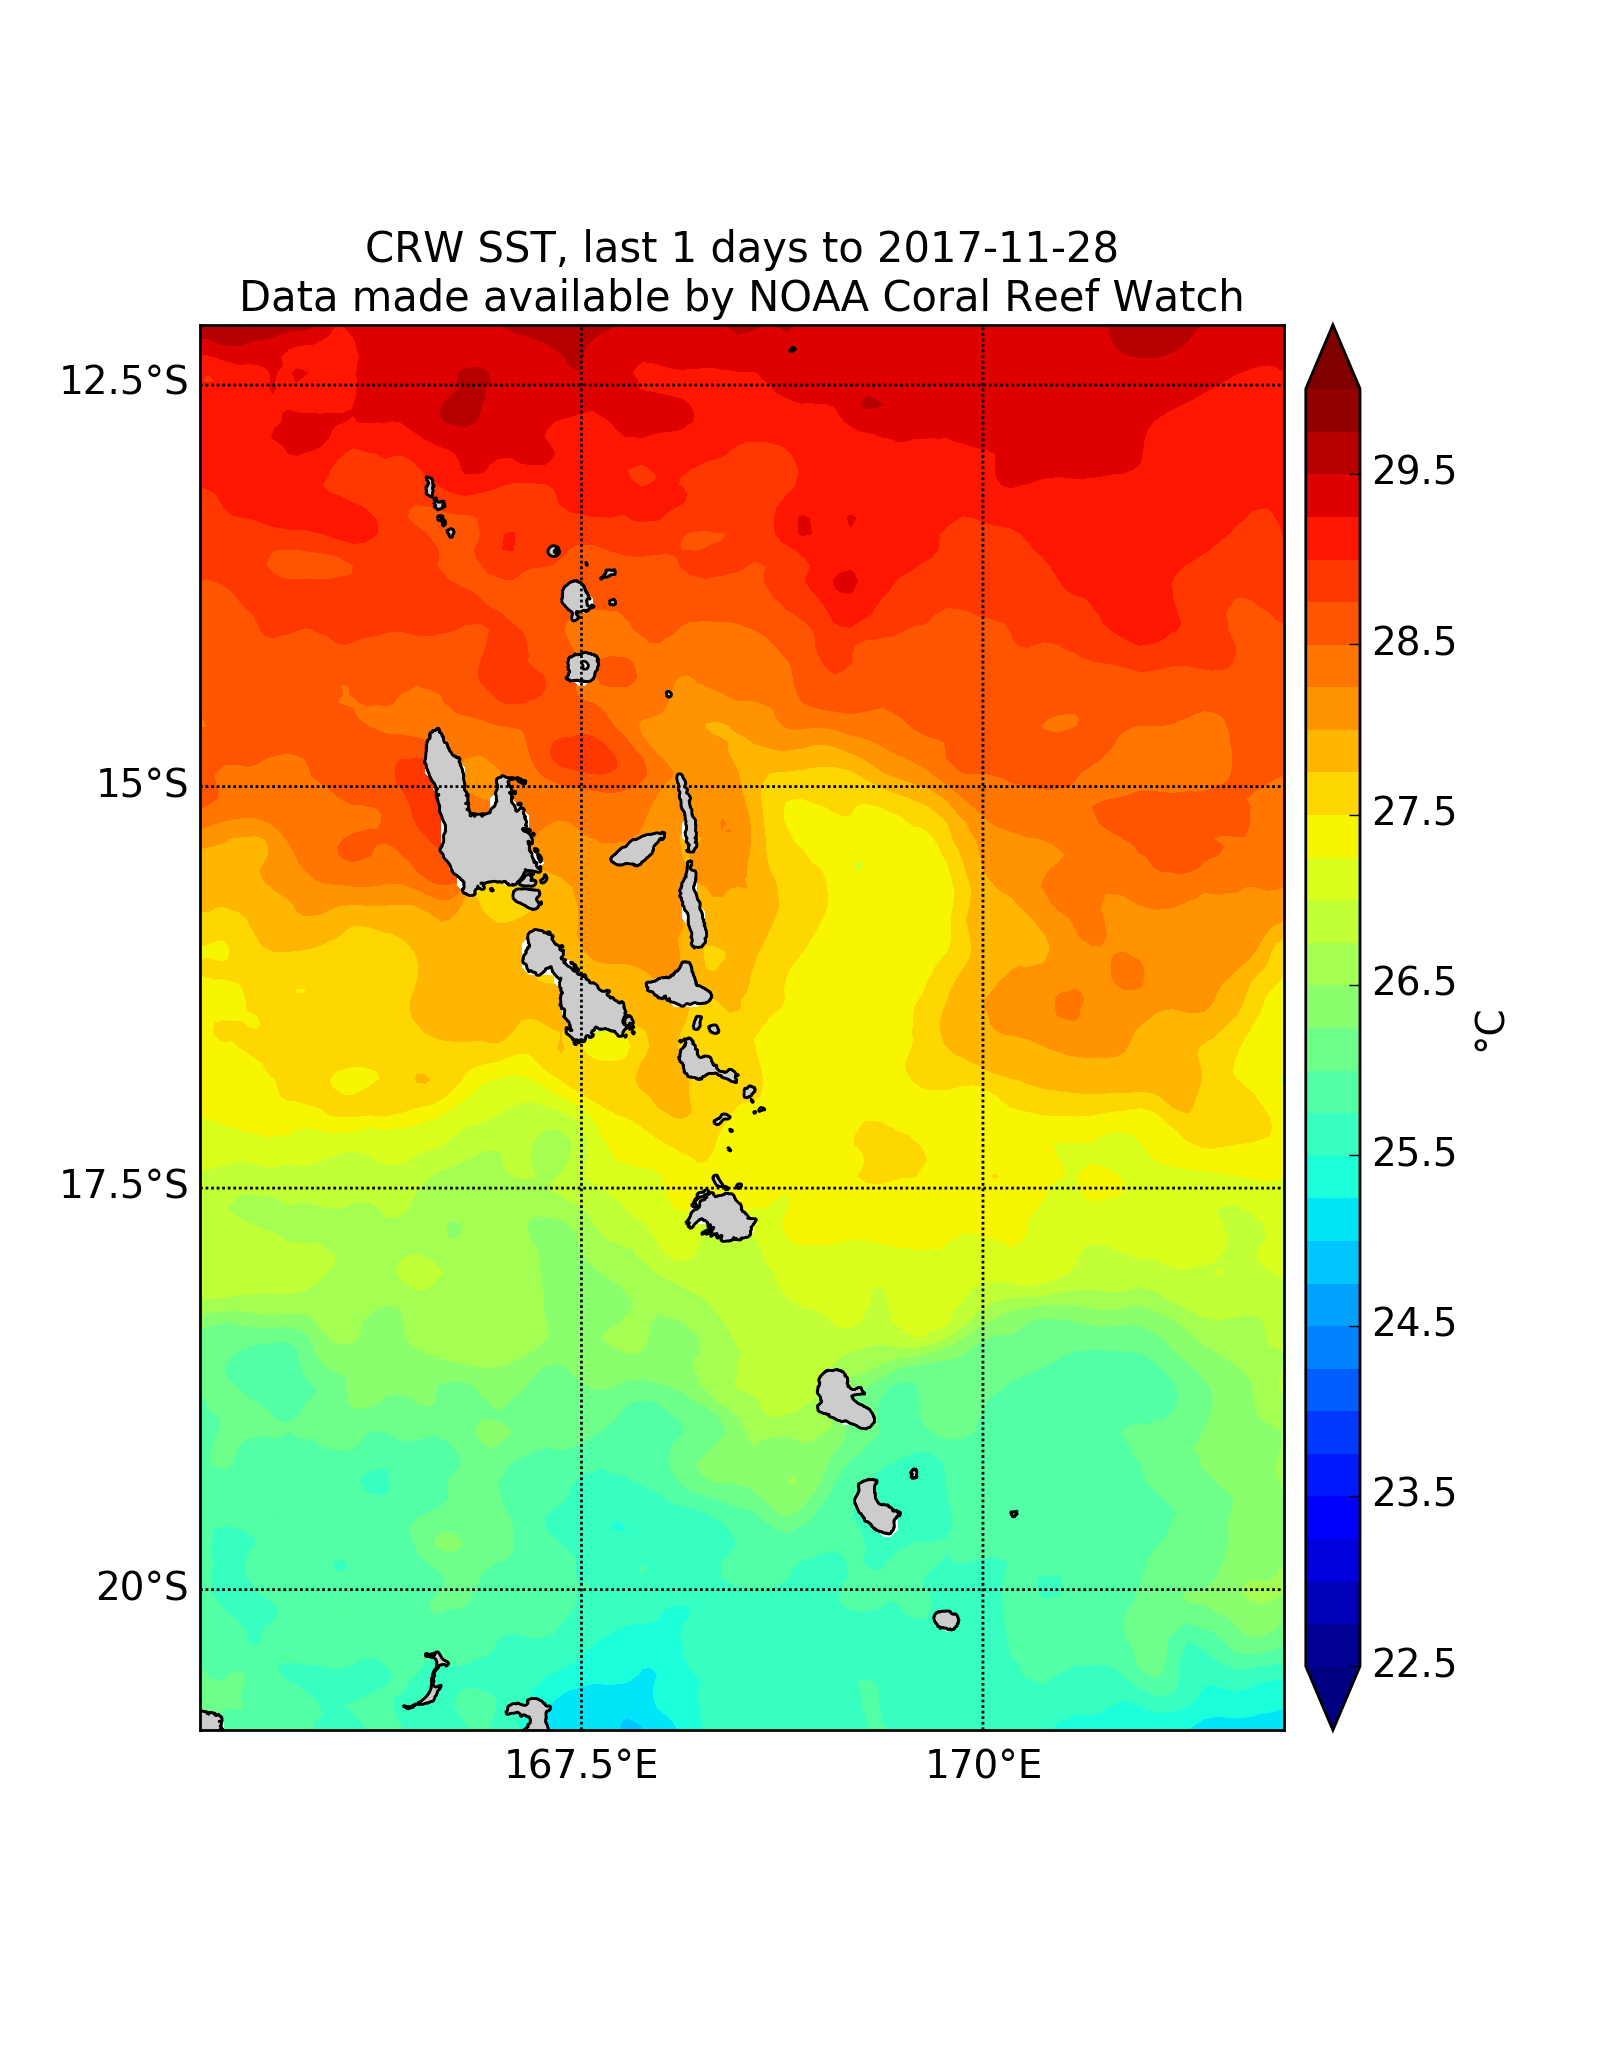 CRW SST, last 1 days to 2017-11-28
Data made available by NOAA Coral Reef Watch
12.5°S
15°S
17.5°S
20°S
167.5°E
170°E
29.5
28.5
27.5
26.5
25.5
24.5
23.5
22.5
°C